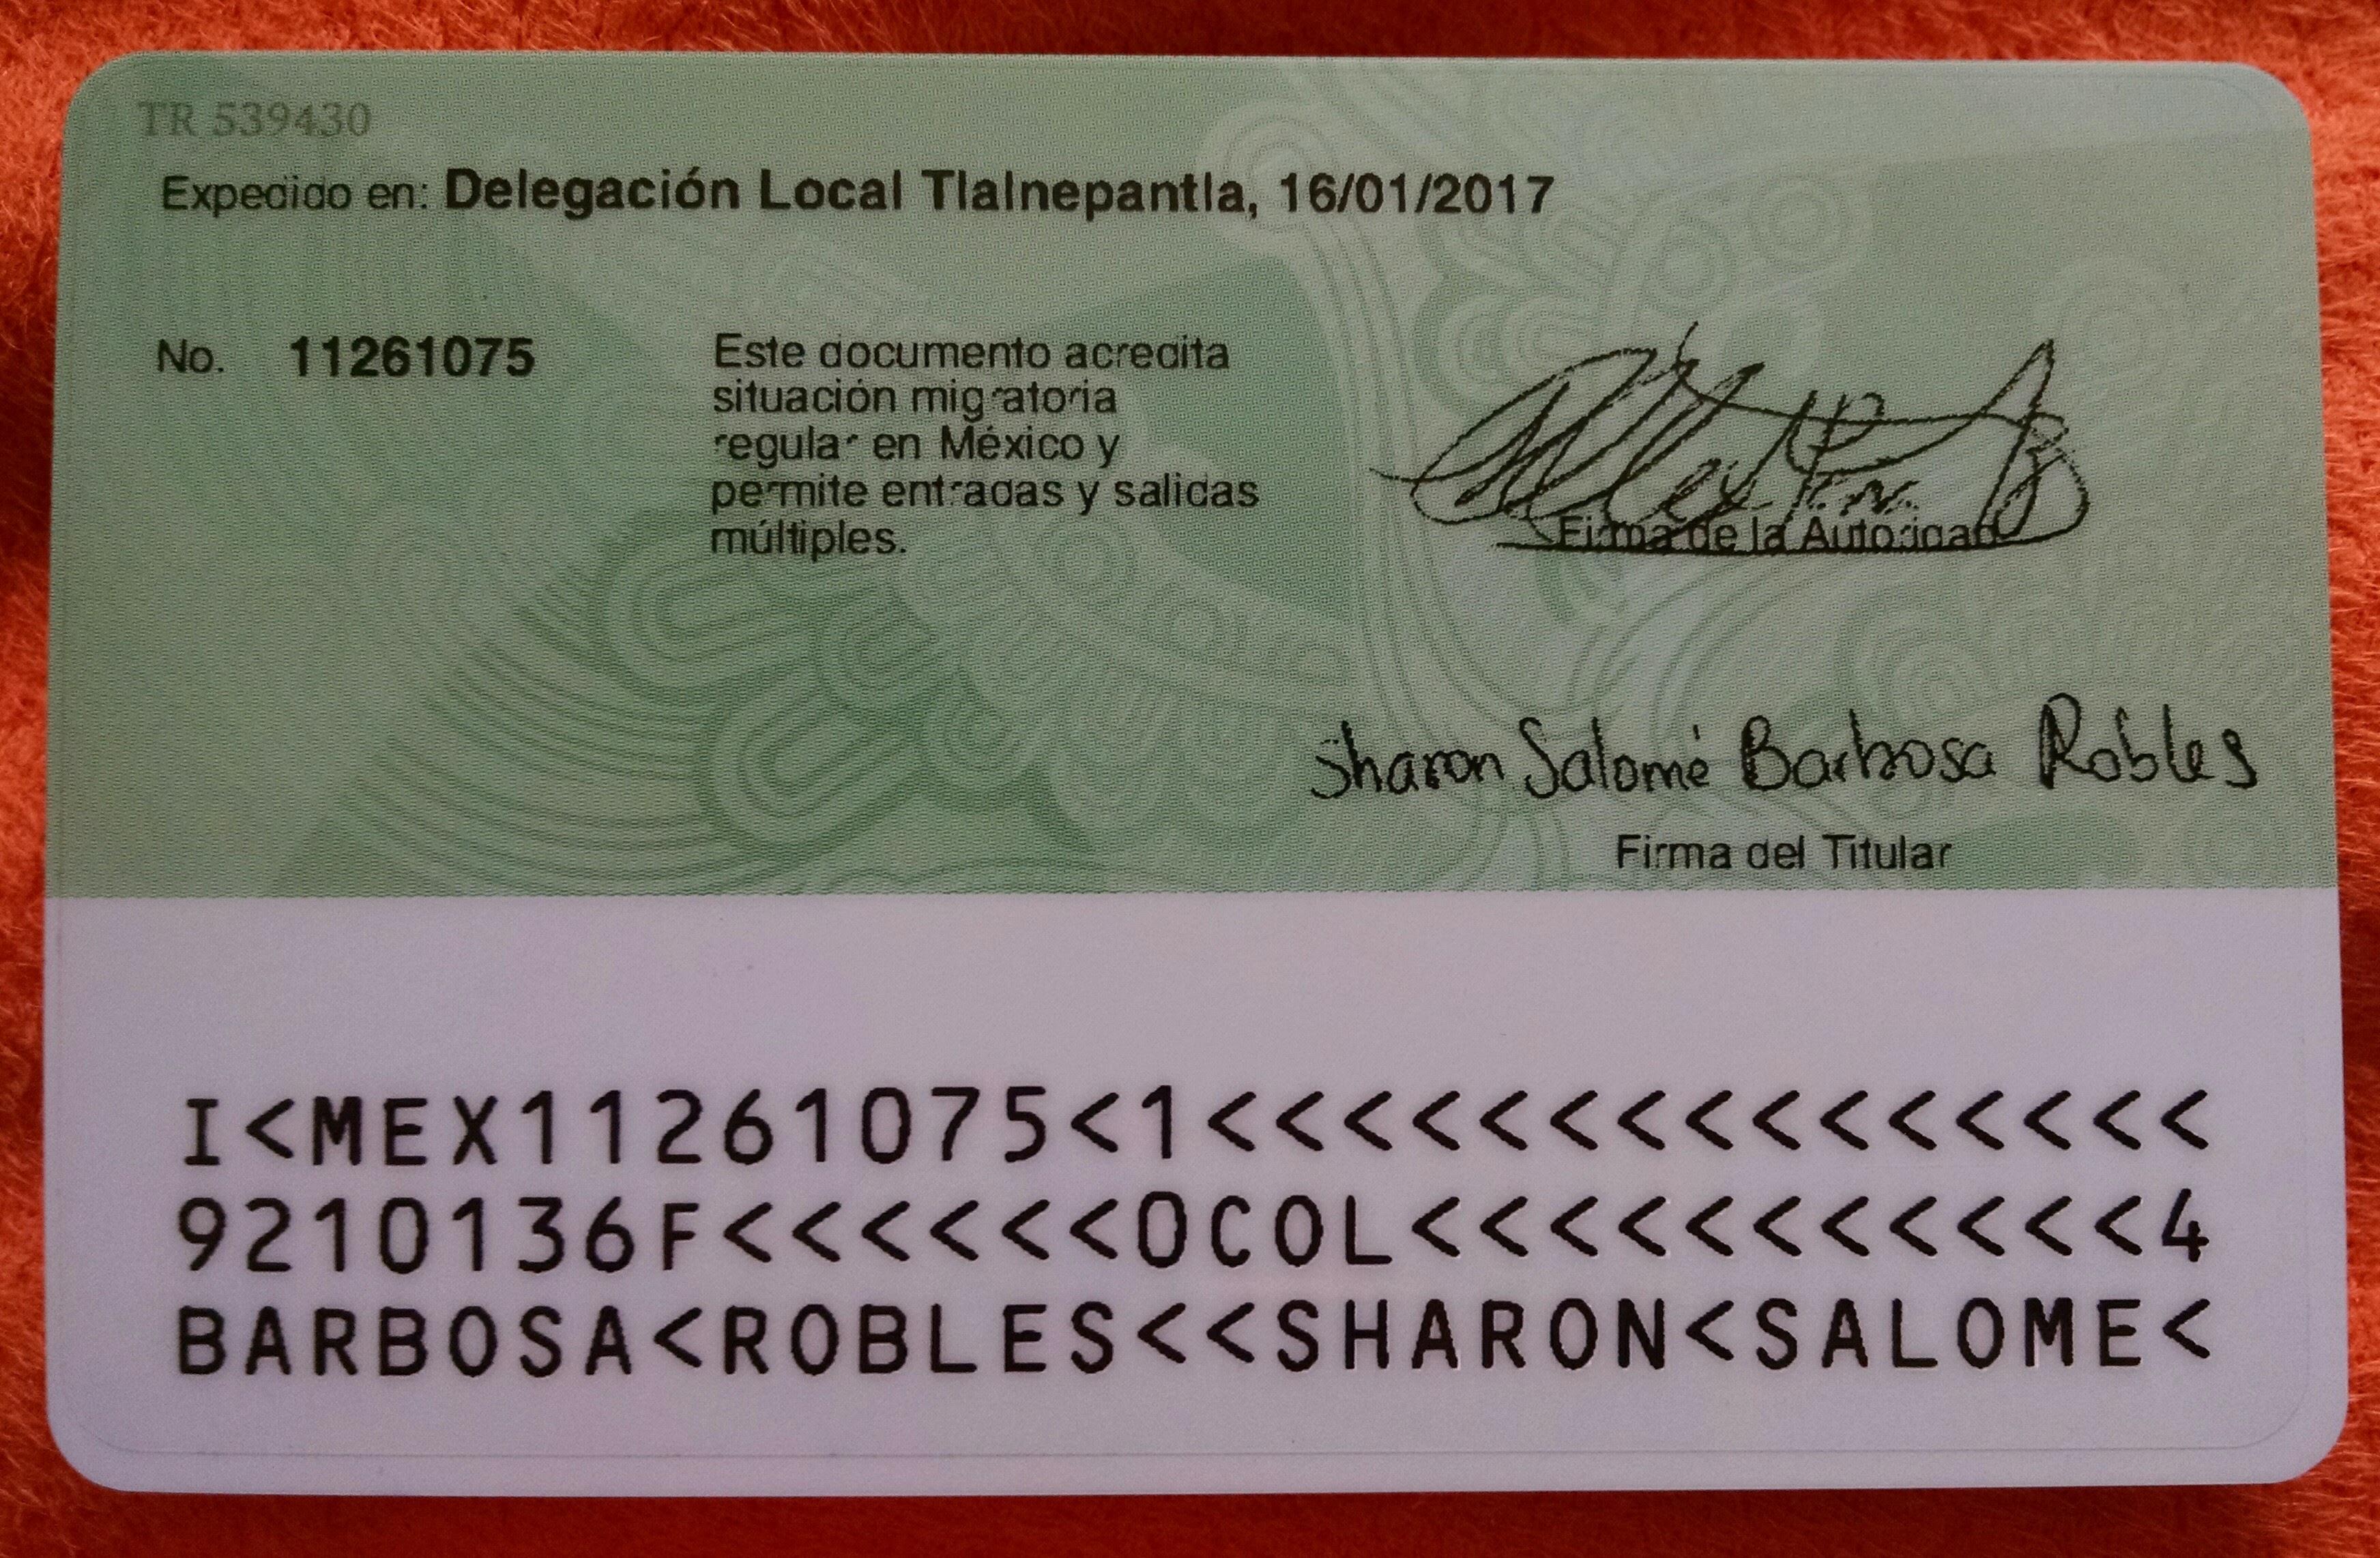 TR 539430
Expedido en: Delegación Local Tlalnepantla, 16/01/2017
No. 11261075
Este documento acredita
situación migratoria
regular en México y
permite entradas y salidas
múltiples.
Firma de la Autoridad
Sharon Salomé Barbosa Robles
Firma del Titular
I<MEX11261075<1<<<<<<<<<<<<<<<
9210136F<<<<<<0COL<<<<<<<<<<<4
BARBOSA<ROBLES<<SHARON<SALOME<